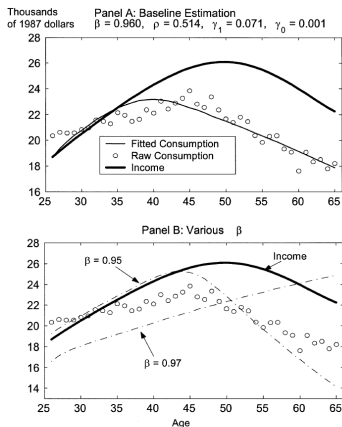 Thousands of 1987 dollars
Panel A: Baseline Estimation
β = 0.960, ρ = 0.514, γ1 = 0.071, γ0 = 0.001
28
26
24
22
20
18
16
Fitted Consumption
Raw Consumption
Income
25 30 35 40 45 50 55 60 65
Panel B: Various β
28
26
24
22
20
18
16
14
β = 0.95
Income
β = 0.97
25 30 35 40 45 50 55 60 65
Age